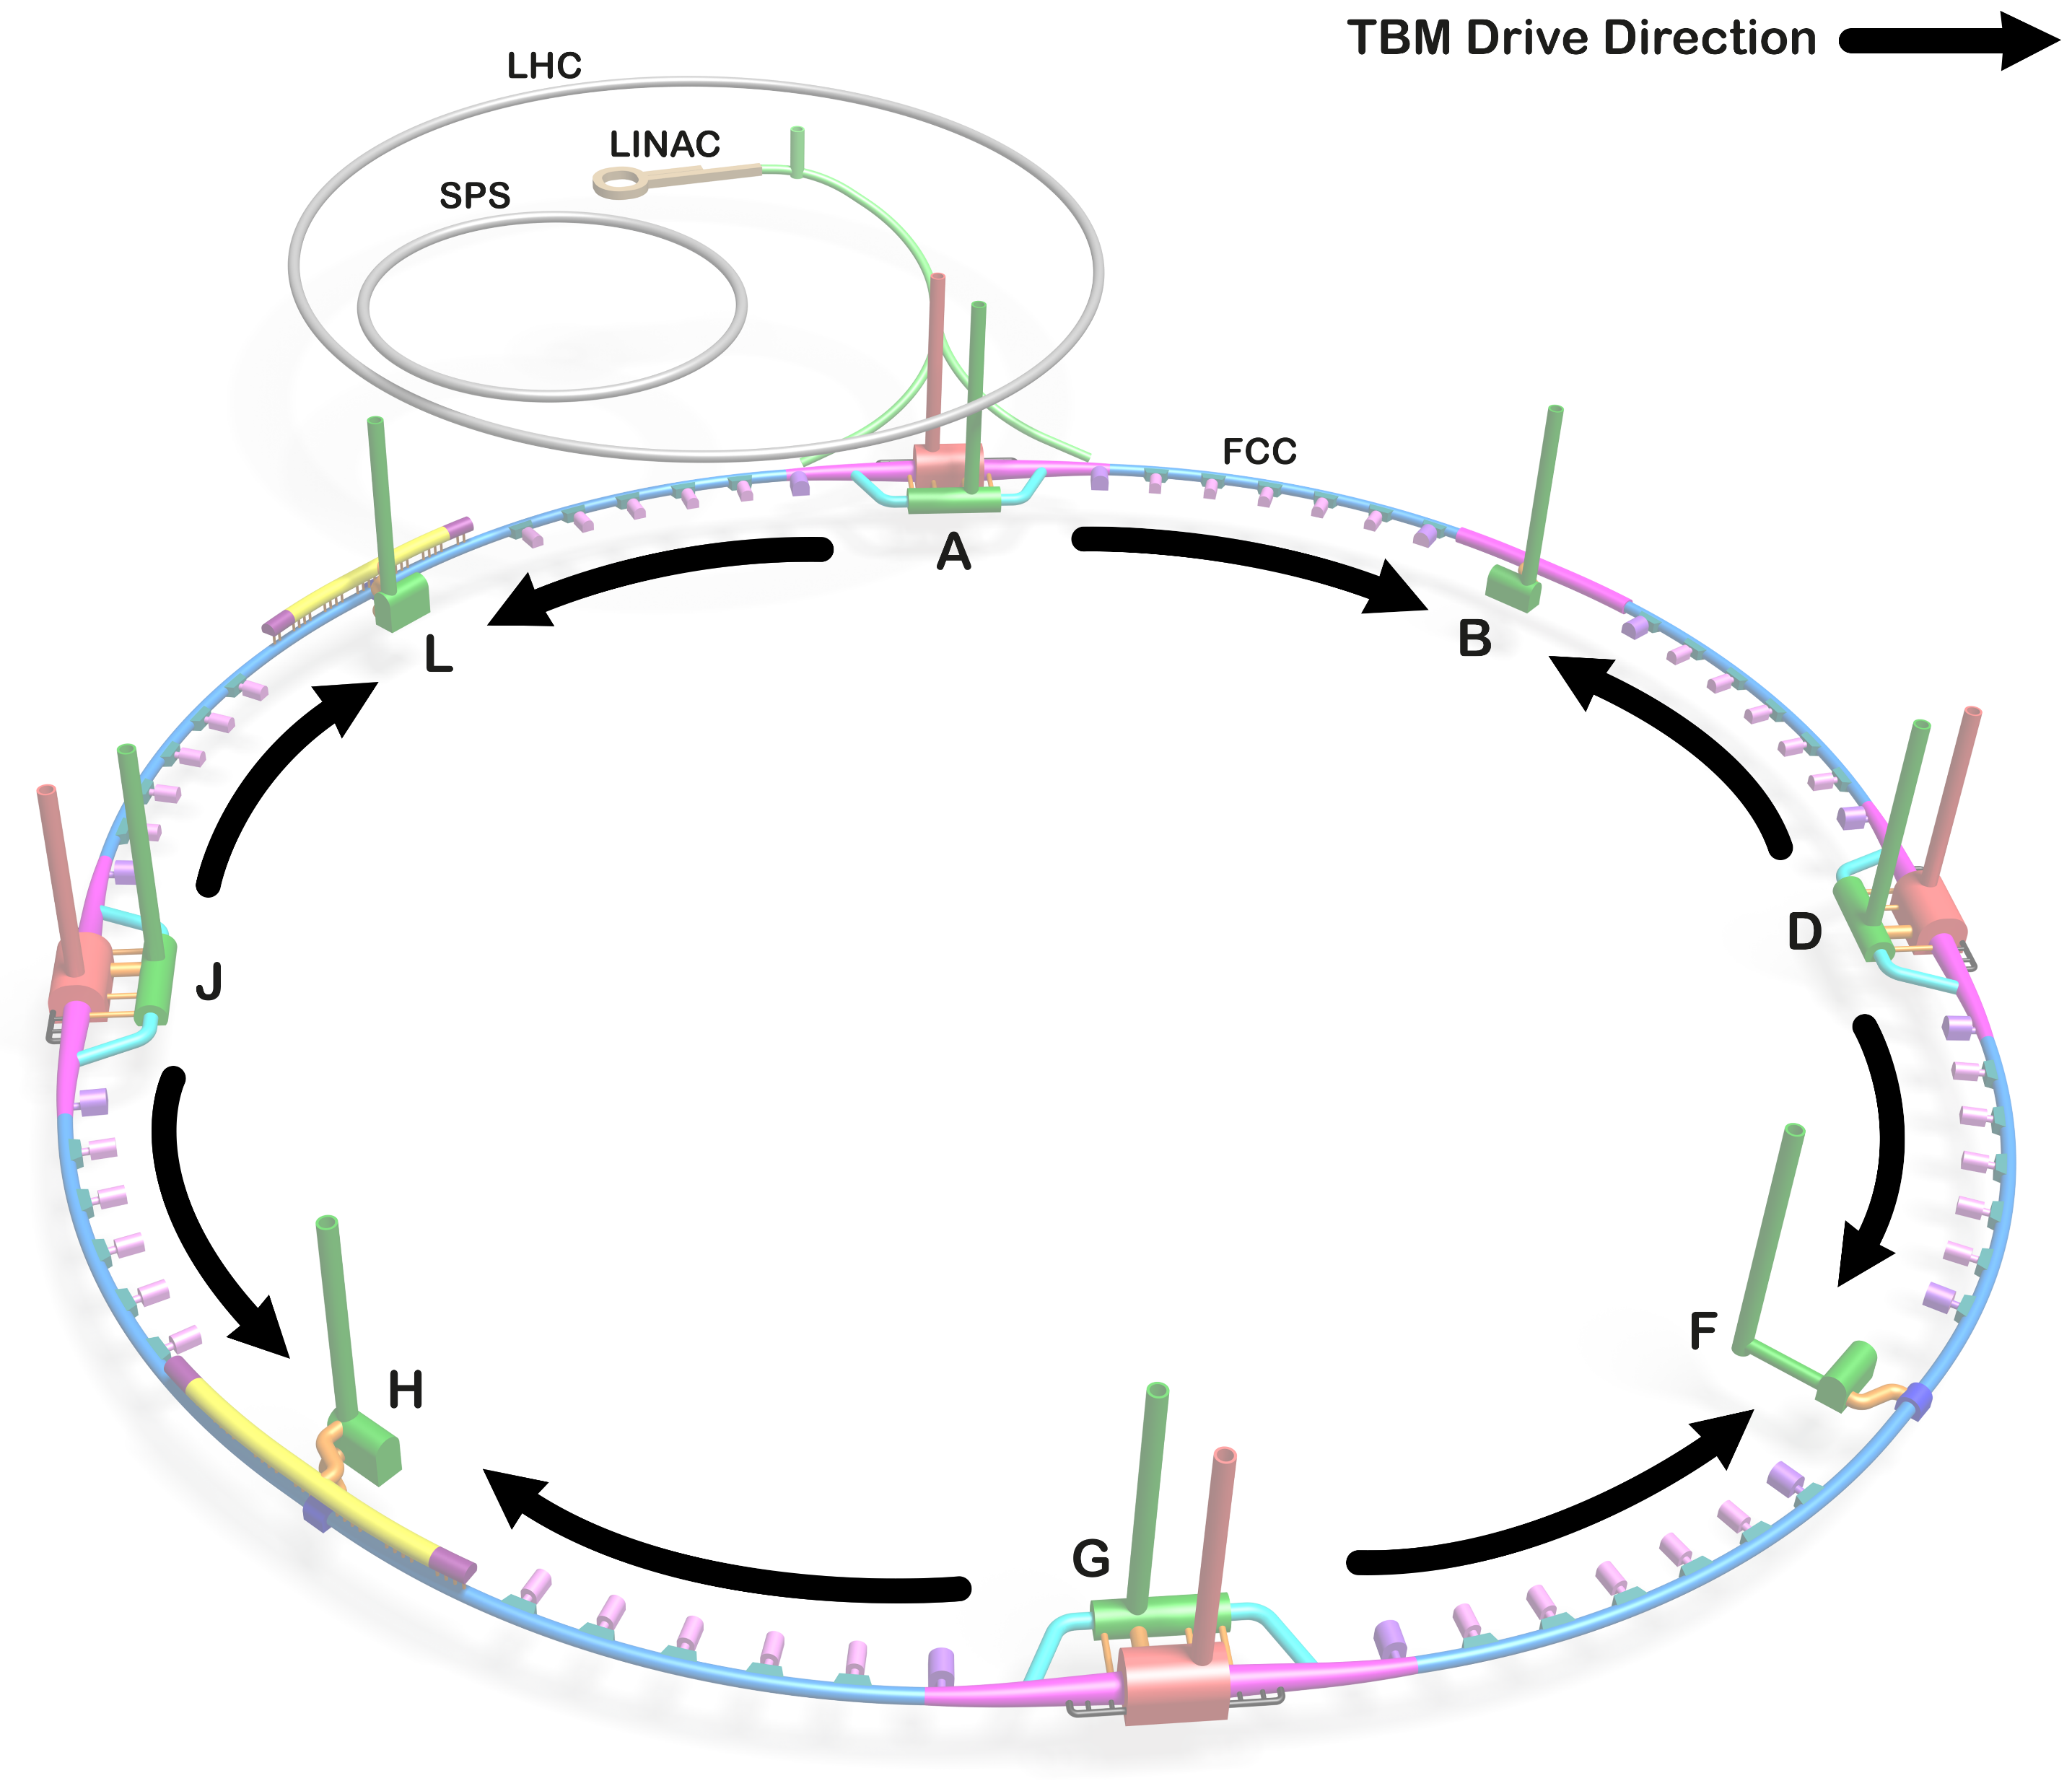 TBM Drive Direction
LHC
LINAC
SPS
FCC
A
B
L
D
J
F
H
G